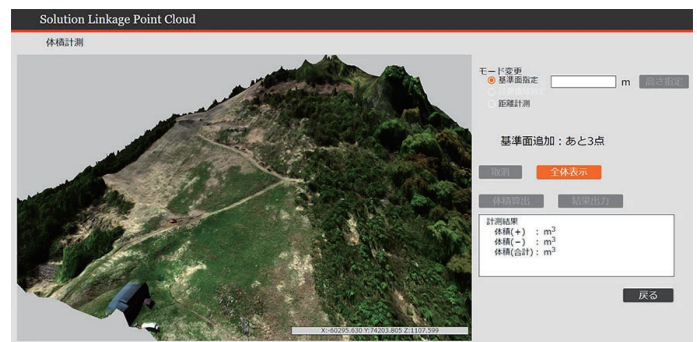 Solution Linkage Point Cloud
体積計測
モード変更
基準面指定
m
高さ指定
距離計測
基準面追加：あと3点
取消
全体表示
体積算出
結果出力
計測結果
体積(+) : m³
体積(−) : m³
体積(合計) : m³
戻る
X:-60295.630 Y:74203.805 Z:1107.599